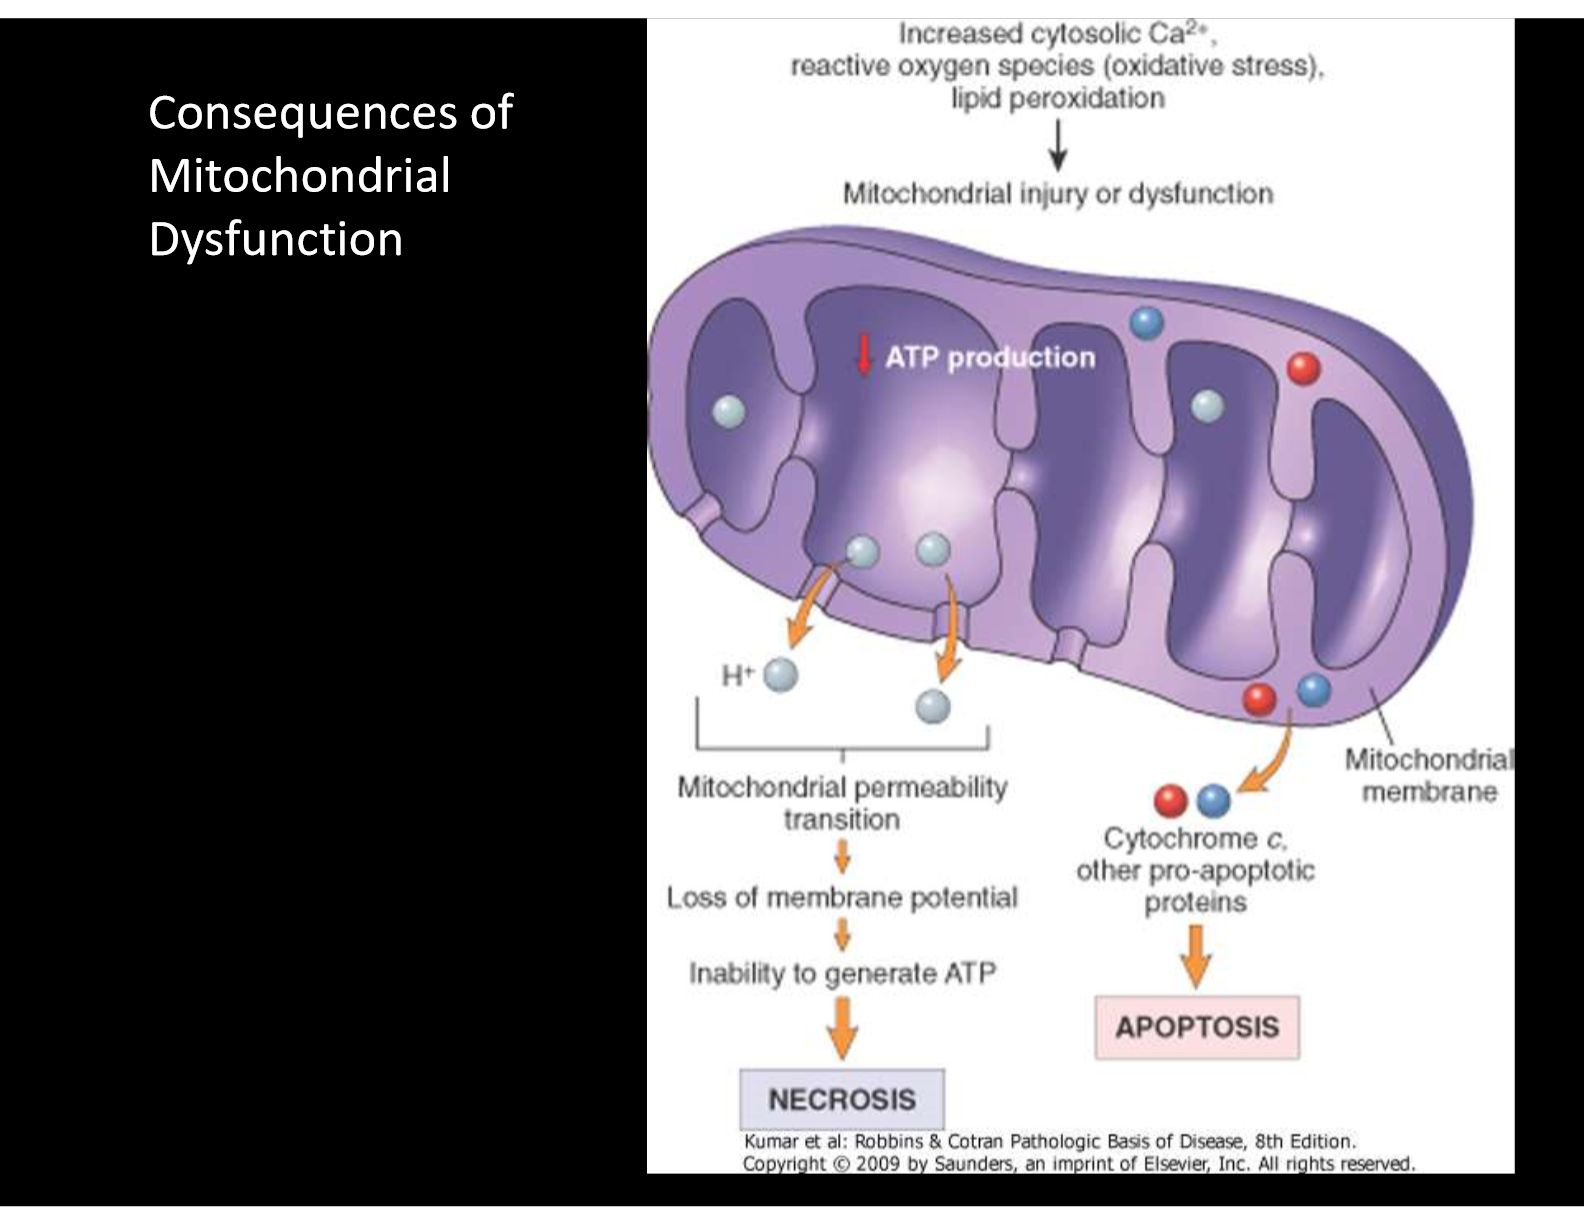 Consequences of
Mitochondrial
Dysfunction
Increased cytosolic Ca²⁺,
reactive oxygen species (oxidative stress),
lipid peroxidation
Mitochondrial injury or dysfunction
ATP production
H⁺
Mitochondrial permeability
transition
Loss of membrane potential
Inability to generate ATP
NECROSIS
Mitochondrial
membrane
Cytochrome c,
other pro-apoptotic
proteins
APOPTOSIS
Kumar et al: Robbins & Cotran Pathologic Basis of Disease, 8th Edition.
Copyright © 2009 by Saunders, an imprint of Elsevier, Inc. All rights reserved.